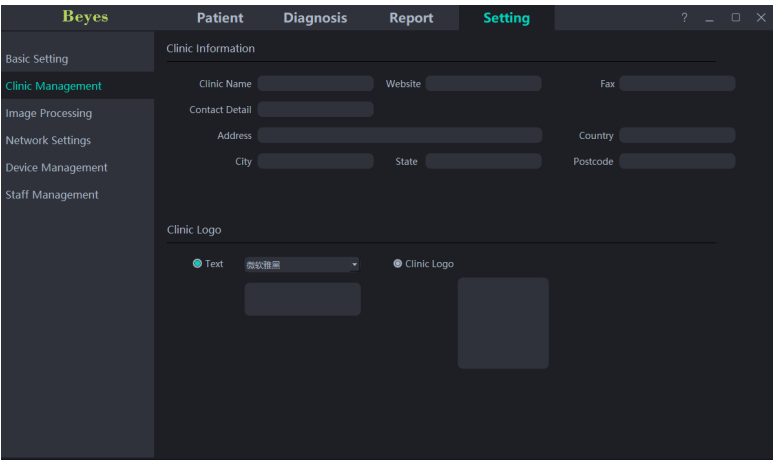 Beyes Patient Diagnosis Report Setting ?
Basic Setting
Clinic Management
Image Processing
Network Settings
Device Management
Staff Management
Clinic Information
Clinic Name Website Fax
Contact Detail
Address Country
City State Postcode
Clinic Logo
Text 微软雅黑 Clinic Logo